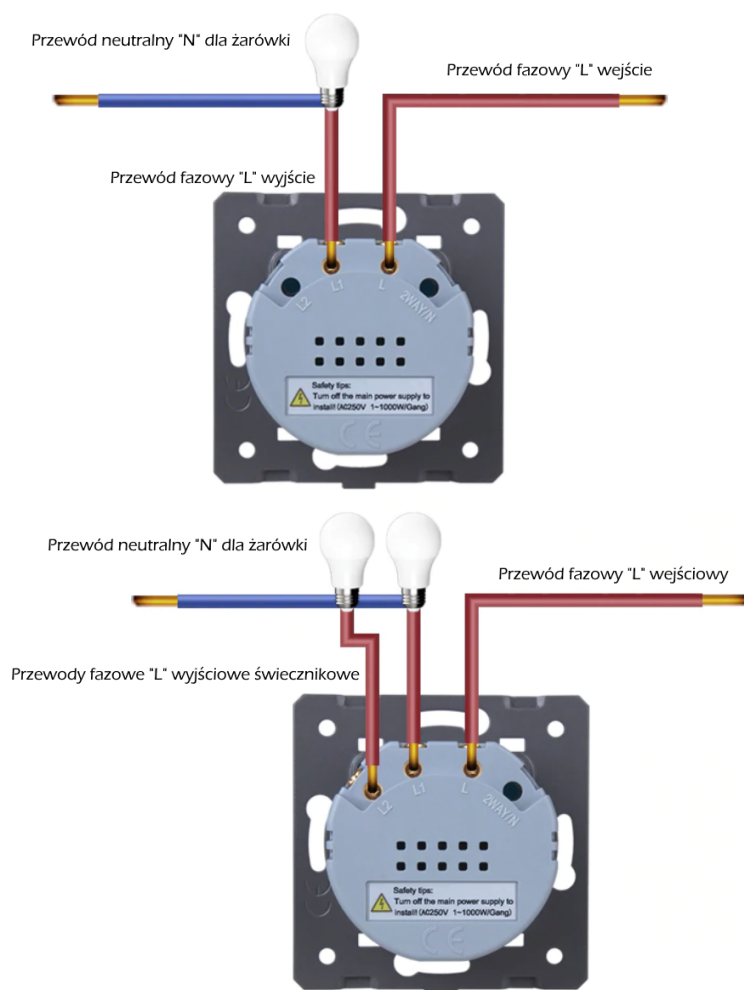 Przewód neutralny "N" dla żarówki
Przewód fazowy "L" wejście
Przewód fazowy "L" wyjście
L2
L1
L
2WAY/N
Safety tips:
Turn off the main power supply to
install! (AC250V 1~1000W/Gang)
CE
CE
Przewód neutralny "N" dla żarówki
Przewód fazowy "L" wejściowy
Przewody fazowe "L" wyjściowe świecznikowe
L2
L1
L
2WAY/N
Safety tips:
Turn off the main power supply to
install! (AC250V 1~1000W/Gang)
CE
CE